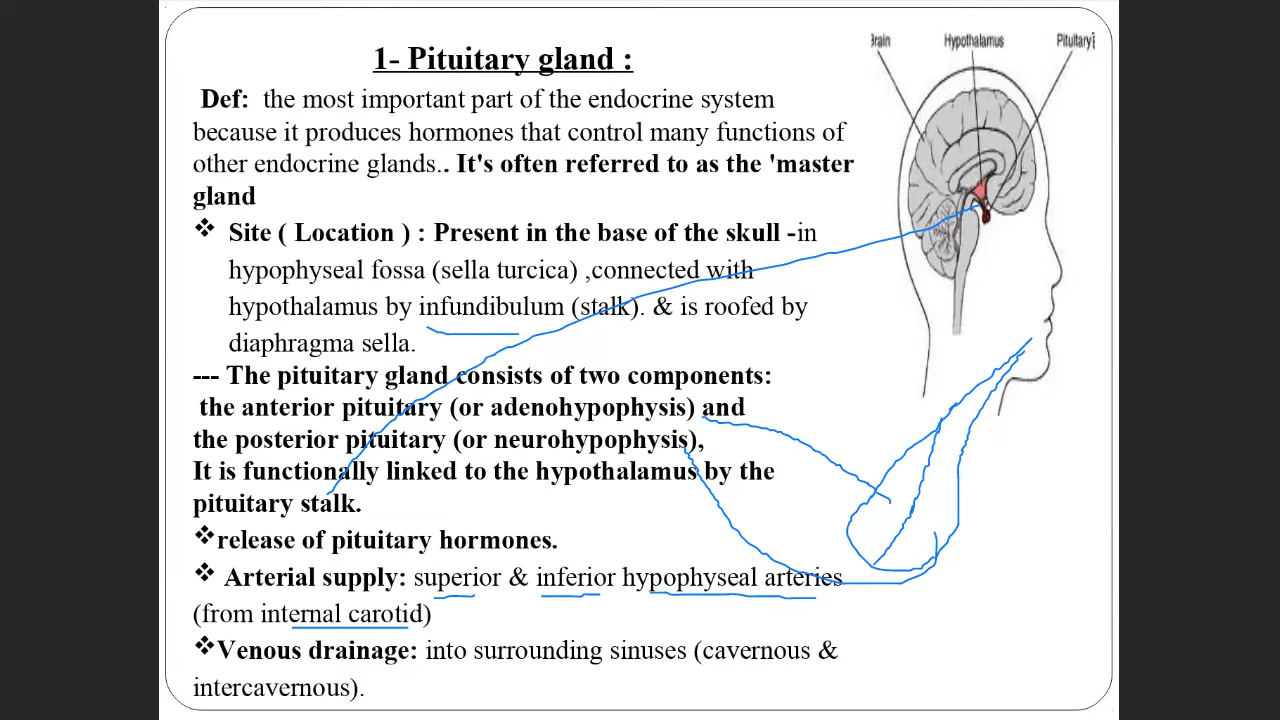 1- Pituitary gland :
Brain Hypothalamus Pituitary
Def: the most important part of the endocrine system
because it produces hormones that control many functions of
other endocrine glands.. It's often referred to as the 'master
gland
❖ Site ( Location ) : Present in the base of the skull -in
hypophyseal fossa (sella turcica) ,connected with
hypothalamus by infundibulum (stalk). & is roofed by
diaphragma sella.
--- The pituitary gland consists of two components:
the anterior pituitary (or adenohypophysis) and
the posterior pituitary (or neurohypophysis),
It is functionally linked to the hypothalamus by the
pituitary stalk.
❖release of pituitary hormones.
❖ Arterial supply: superior & inferior hypophyseal arteries
(from internal carotid)
❖Venous drainage: into surrounding sinuses (cavernous &
intercavernous).